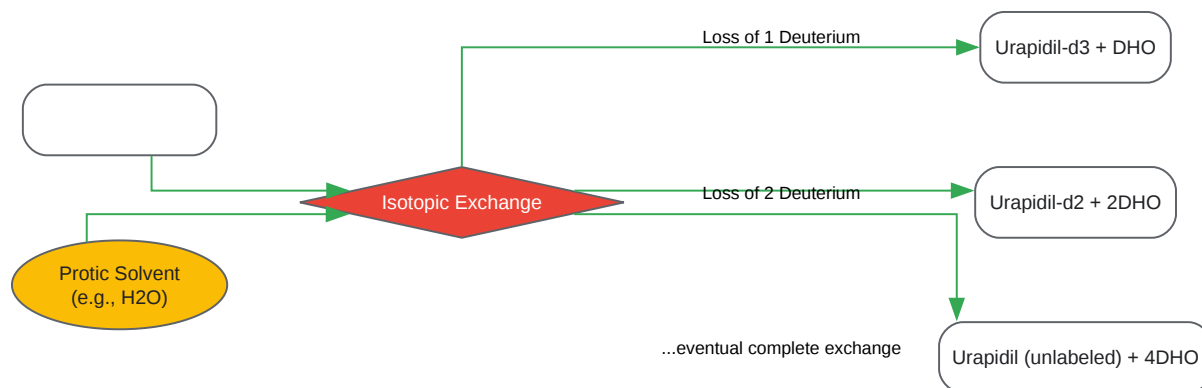 Loss of 1 Deuterium
Urapidil-d3 + DHO
Isotopic Exchange
Loss of 2 Deuterium
Urapidil-d2 + 2DHO
Protic Solvent
(e.g., H2O)
...eventual complete exchange
Urapidil (unlabeled) + 4DHO